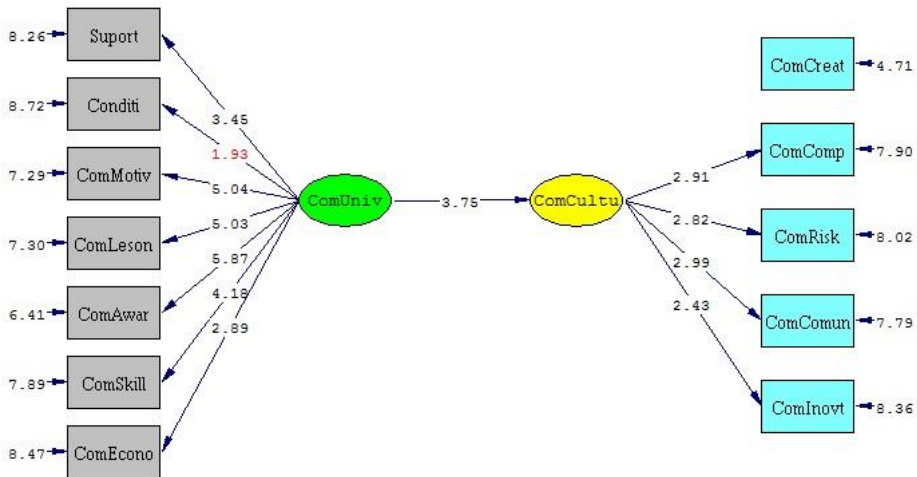 8.26 Suport
8.72 Conditi
7.29 ComMotiv
7.30 ComLeson
6.41 ComAwar
7.89 ComSkill
8.47 ComEcono
3.45
1.93
5.04
5.03
5.87
4.18
2.89
ComUniv
3.75
ComCultu
2.91
2.82
2.99
2.43
ComCreat 4.71
ComComp 7.90
ComRisk 8.02
ComComun 7.79
ComInovt 8.36